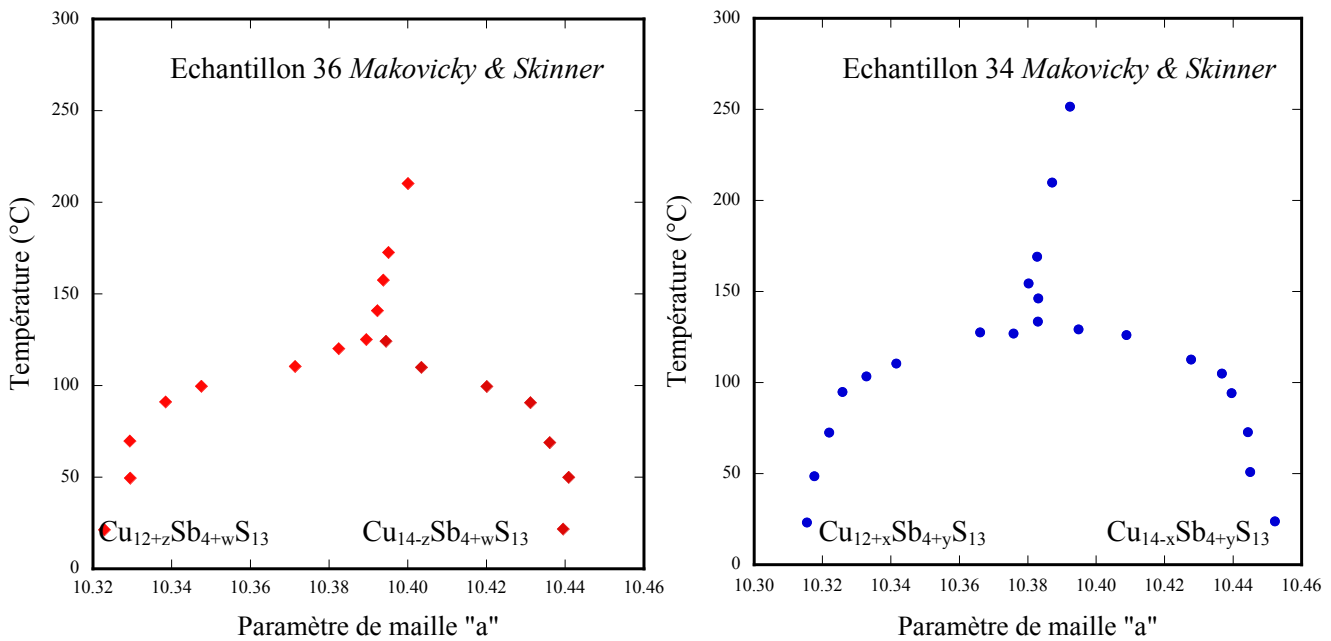 Echantillon 36 Makovicky & Skinner
Température (°C)
300
250
200
150
100
50
0
Cu12+zSb4+wS13
Cu14-zSb4+wS13
10.32 10.34 10.36 10.38 10.40 10.42 10.44 10.46
Paramètre de maille "a"
Echantillon 34 Makovicky & Skinner
Température (°C)
300
250
200
150
100
50
0
Cu12+xSb4+yS13
Cu14-xSb4+yS13
10.30 10.32 10.34 10.36 10.38 10.40 10.42 10.44 10.46
Paramètre de maille "a"